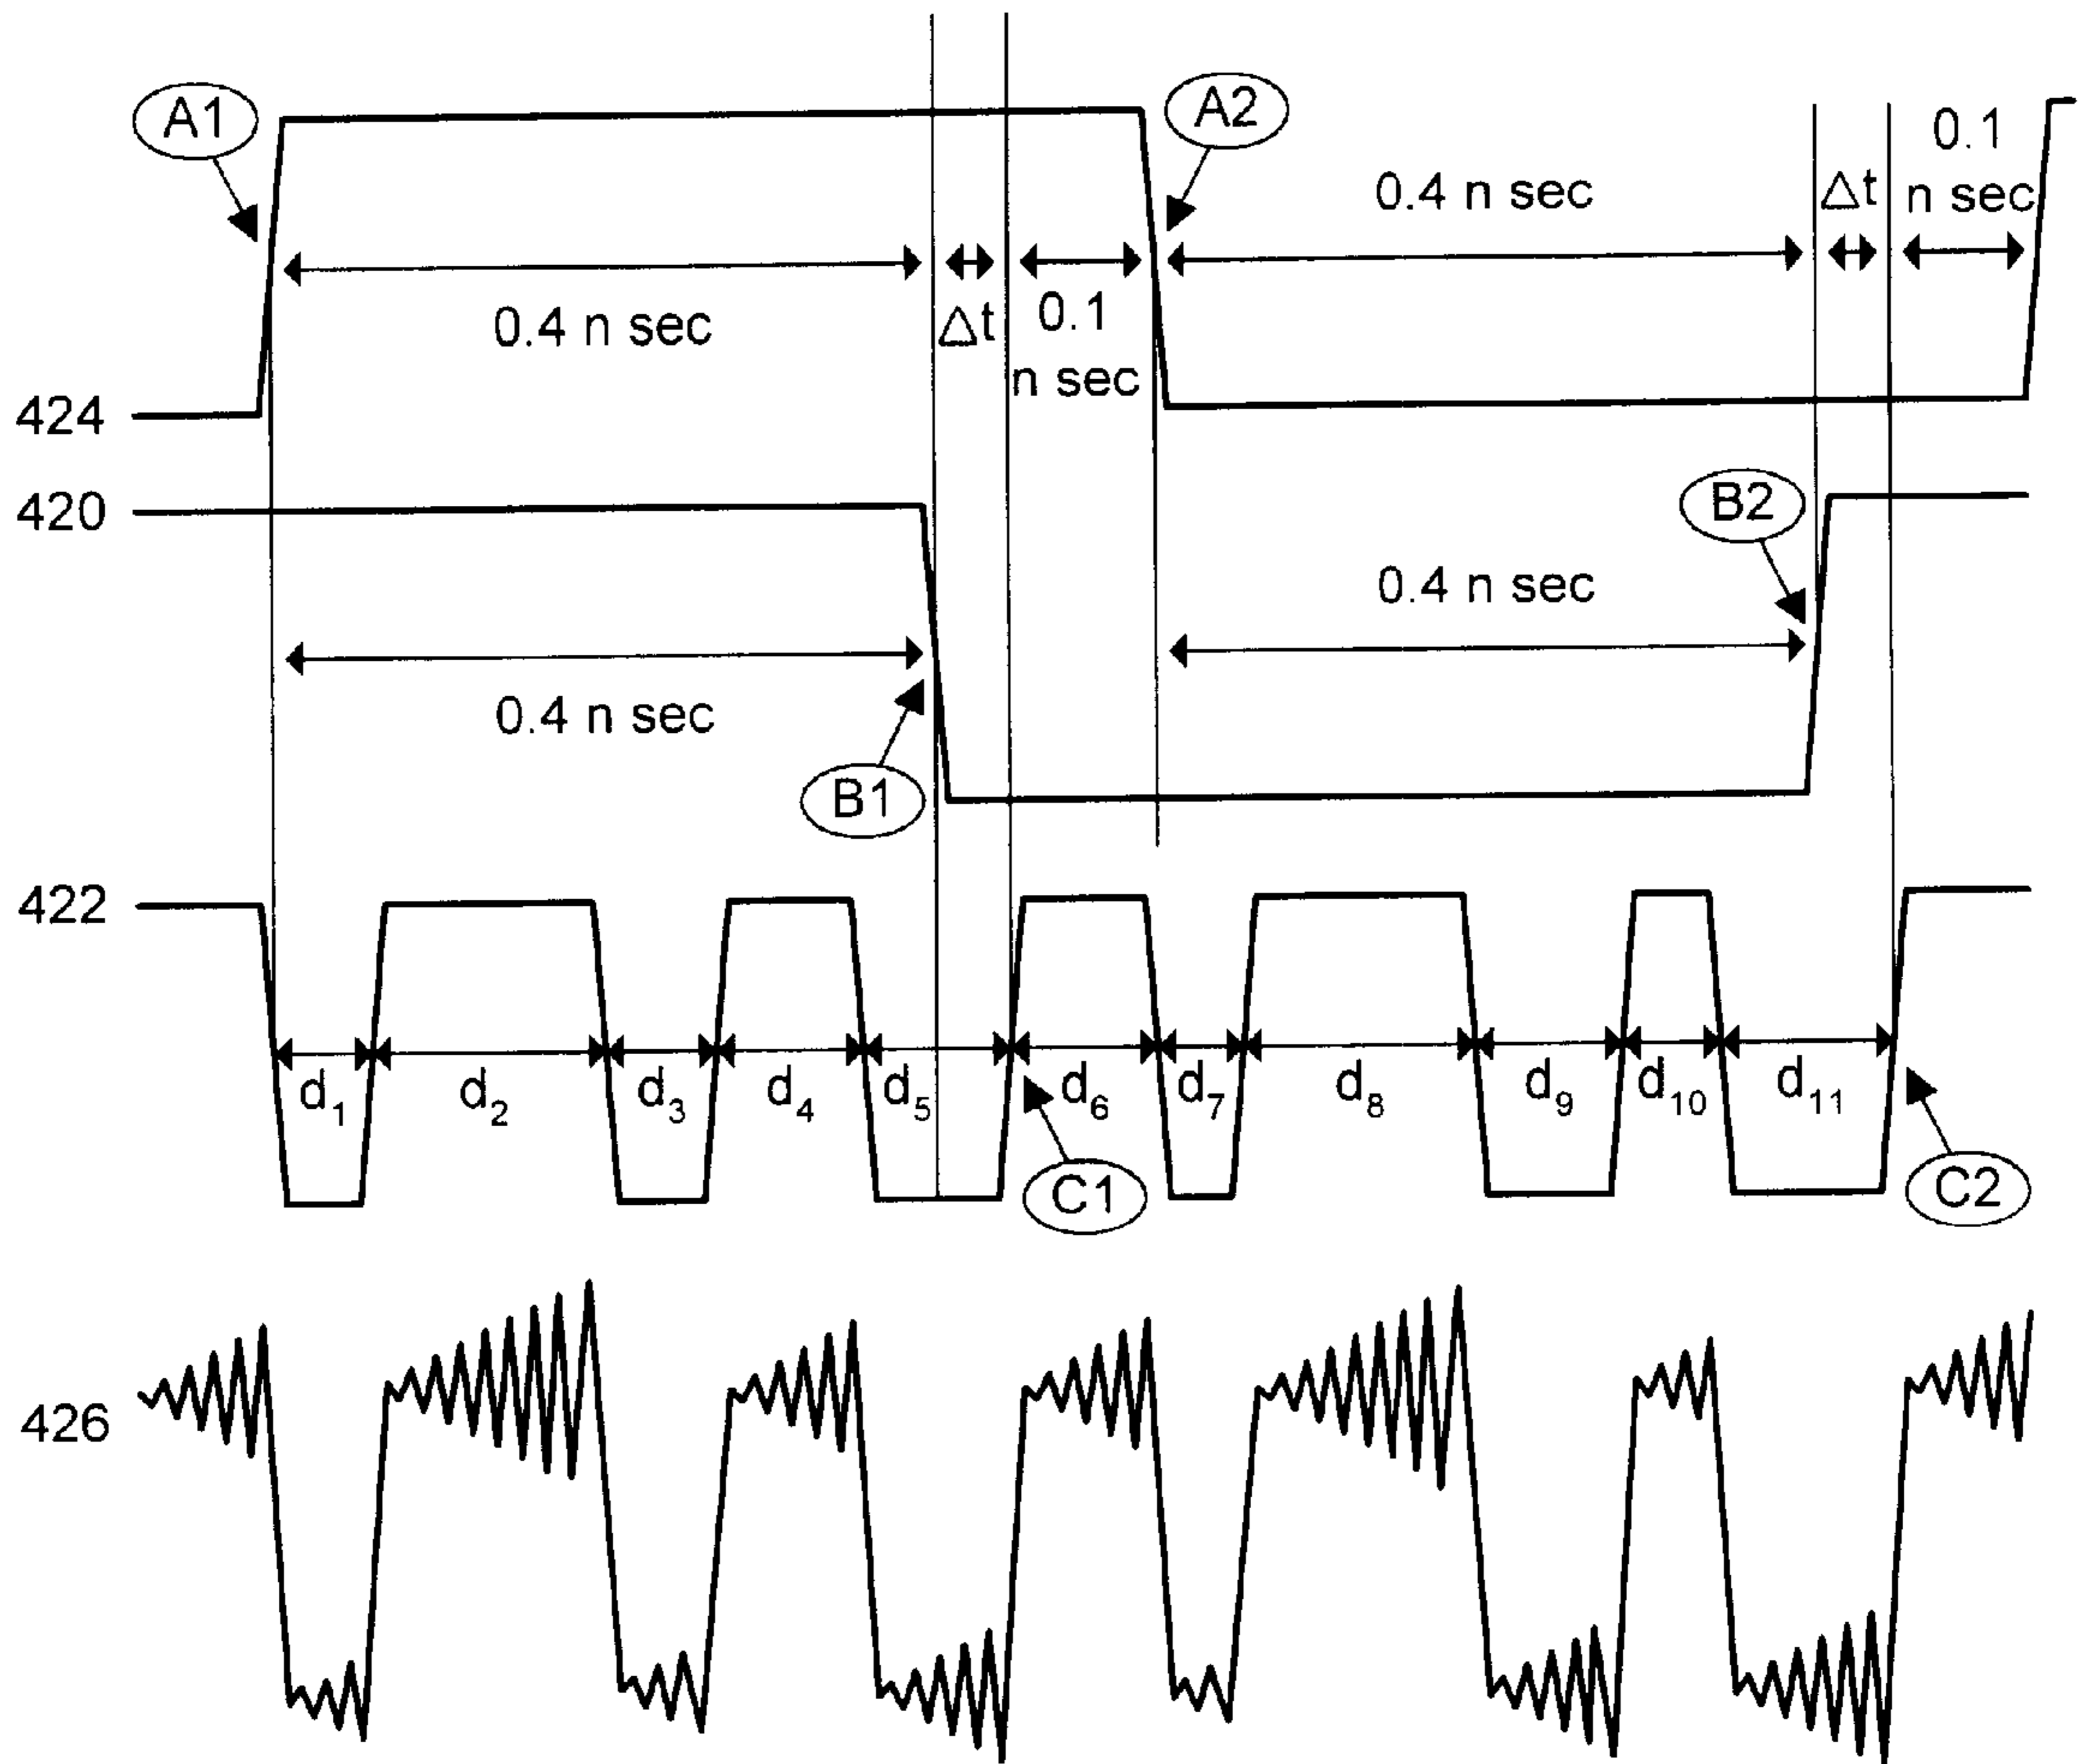 A1
A2
0.1
0.4 n sec
Δt
n sec
0.4 n sec
Δt
0.1
n sec
424
420
B2
0.4 n sec
0.4 n sec
B1
422
d1 d2 d3 d4 d5 d6 d7 d8 d9 d10 d11
C1
C2
426